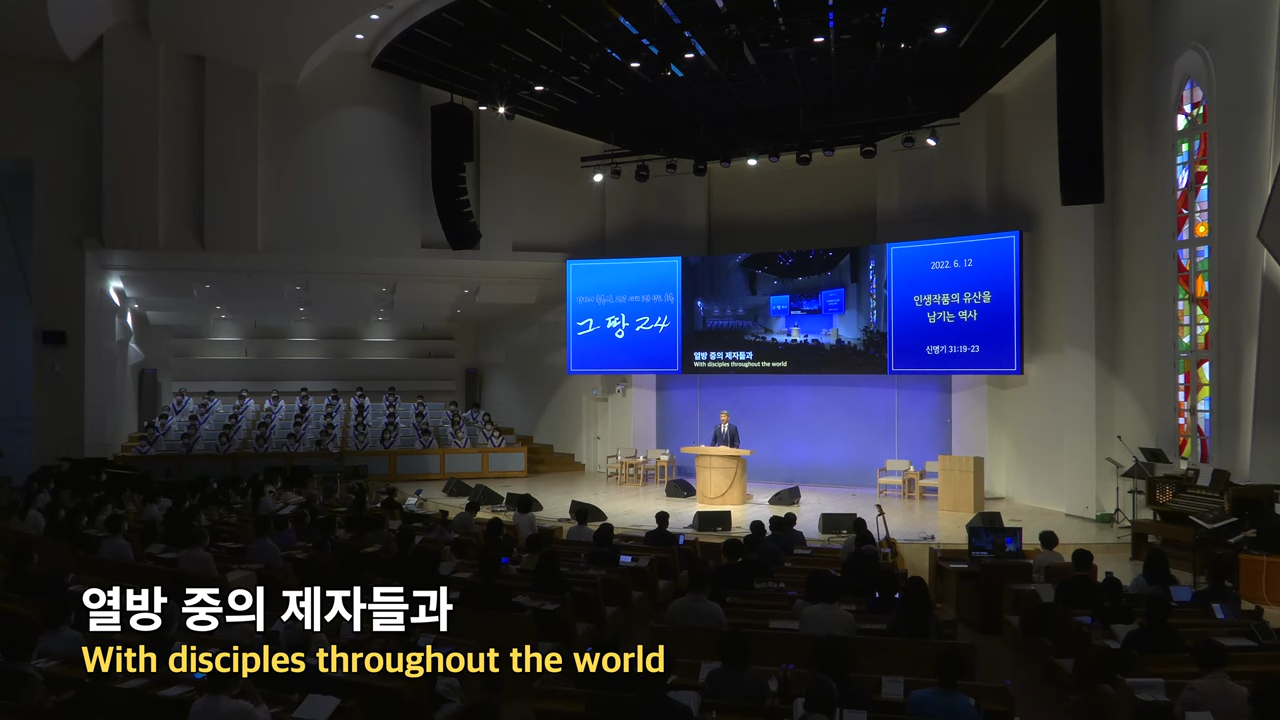 그 땅 24
2022. 6. 12
인생작품의 유산을
남기는 역사
신명기 31:19-23
열방 중의 제자들과
With disciples throughout the world
열방 중의 제자들과
With disciples throughout the world